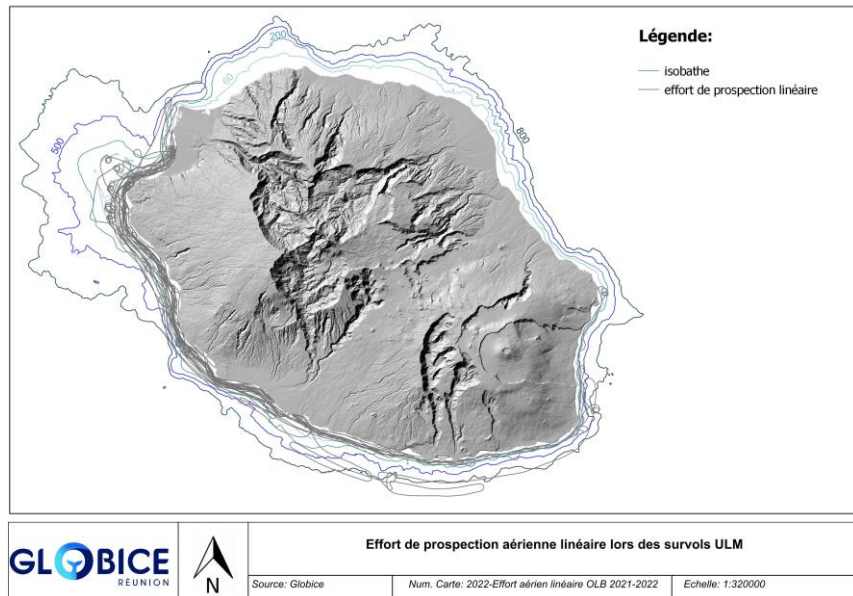 Légende:
isobathe
effort de prospection linéaire
200
60
500
800
GLOBICE
RÉUNION
N
Effort de prospection aérienne linéaire lors des survols ULM
Source: Globice
Num. Carte: 2022-Effort aérien linéaire OLB 2021-2022
Echelle: 1:320000